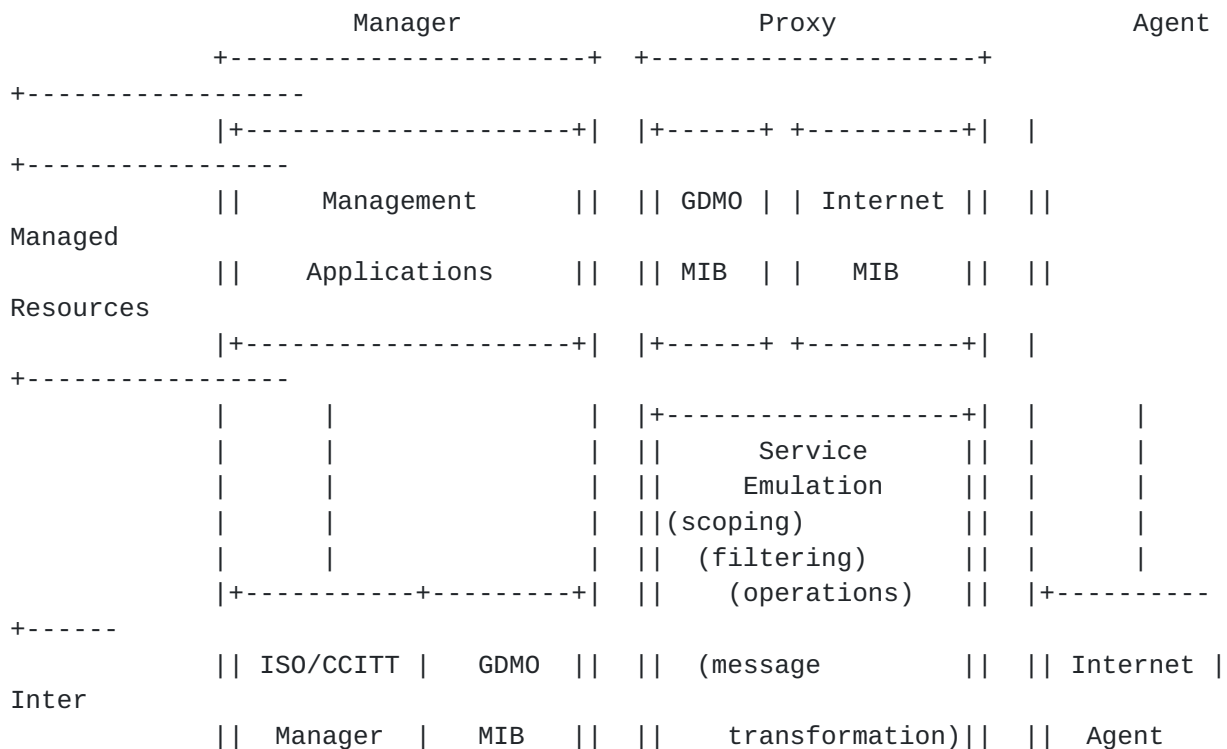 Manager                   Proxy                     Agent
               +-----------------------+  +---------------------+
+------------------
               |+---------------------+|  |+------+ +----------+|  |
+-----------------
               ||     Management      ||  || GDMO | | Internet ||  ||
Managed
               ||    Applications     ||  || MIB  | |   MIB    ||  ||
Resources
               |+---------------------+|  |+------+ +----------+|  |
+-----------------
               |      |                |  |+-------------------+|  |      |
               |      |                |  ||      Service      ||  |      |
               |      |                |  ||     Emulation     ||  |      |
               |      |                |  ||(scoping)          ||  |      |
               |      |                |  ||  (filtering)      ||  |      |
               |+-----------+---------+|  ||    (operations)   ||  |+----------
+------
               || ISO/CCITT |   GDMO  ||  ||  (message         ||  || Internet |
Inter
               ||  Manager  |   MIB   ||  ||    transformation)||  ||  Agent